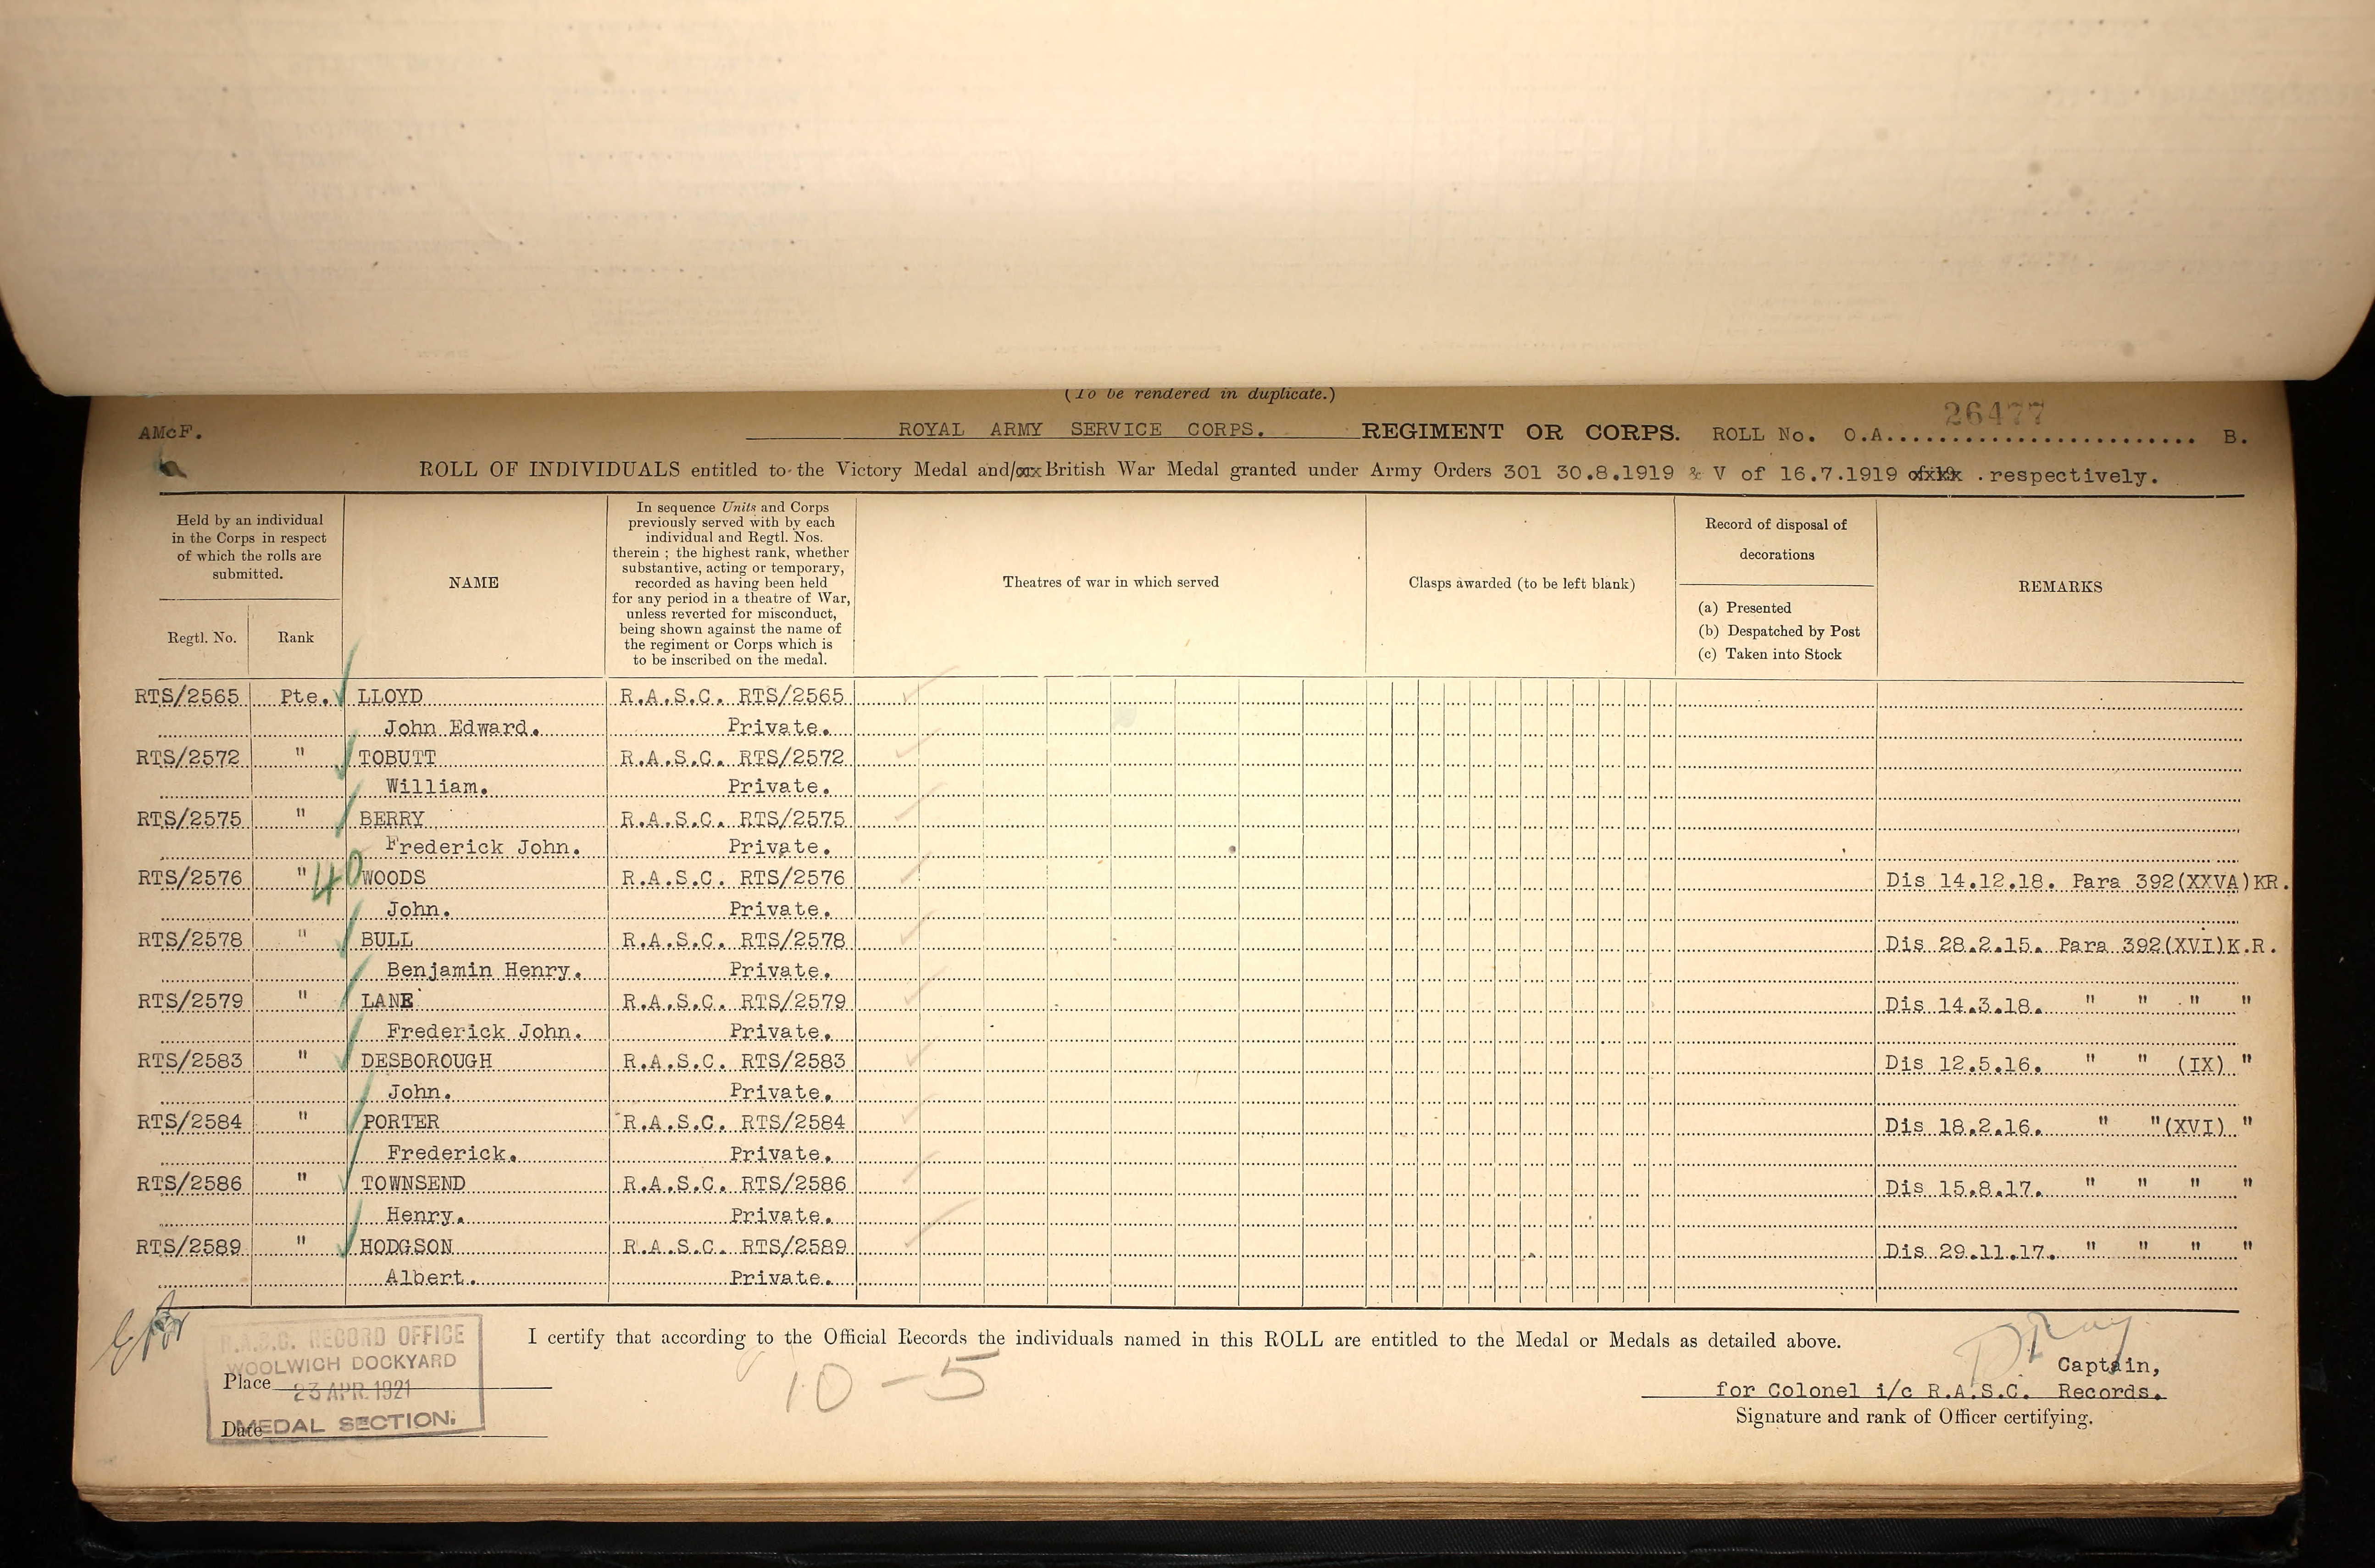 (To be rendered in duplicate.)
26477
AMcF. ROYAL ARMY SERVICE CORPS. REGIMENT OR CORPS. ROLL No. O.A. B.
ROLL OF INDIVIDUALS entitled to the Victory Medal and/ British War Medal granted under Army Orders 301 30.8.1919 & V of 16.7.1919 respectively.
Held by an individual
in the Corps in respect
of which the rolls are
submitted.
Regtl. No. Rank
NAME
In sequence Units and Corps
previously served with by each
individual and Regtl. Nos.
therein ; the highest rank, whether
substantive, acting or temporary,
recorded as having been held
for any period in a theatre of War,
unless reverted for misconduct,
being shown against the name of
the regiment or Corps which is
to be inscribed on the medal.
Theatres of war in which served
Clasps awarded (to be left blank)
Record of disposal of
decorations
(a) Presented
(b) Despatched by Post
(c) Taken into Stock
REMARKS
RTS/2565 Pte. LLOYD R.A.S.C. RTS/2565
John Edward. Private.
RTS/2572 " TOBUTT R.A.S.C. RTS/2572
William. Private.
RTS/2575 " BERRY R.A.S.C. RTS/2575
Frederick John. Private.
RTS/2576 " 40 WOODS R.A.S.C. RTS/2576 Dis 14.12.18. Para 392(XXVA)KR.
John. Private.
RTS/2578 " BULL R.A.S.C. RTS/2578 Dis 28.2.15. Para 392(XVI)K.R.
Benjamin Henry. Private.
RTS/2579 " LANE R.A.S.C. RTS/2579 Dis 14.3.18. " " " "
Frederick John. Private.
RTS/2583 " DESBOROUGH R.A.S.C. RTS/2583 Dis 12.5.16. " " (IX) "
John. Private.
RTS/2584 " PORTER R.A.S.C. RTS/2584 Dis 18.2.16. " "(XVI) "
Frederick. Private.
RTS/2586 " TOWNSEND R.A.S.C. RTS/2586 Dis 15.8.17. " " " "
Henry. Private.
RTS/2589 " HODGSON R.A.S.C. RTS/2589 Dis 29.11.17. " " " "
Albert. Private.
I certify that according to the Official Records the individuals named in this ROLL are entitled to the Medal or Medals as detailed above.
R.A.S.C. RECORD OFFICE
WOOLWICH DOCKYARD
Place 23 APR. 1921
Date MEDAL SECTION.
10 - 5
Captain,
for Colonel i/c R.A.S.C. Records.
Signature and rank of Officer certifying.